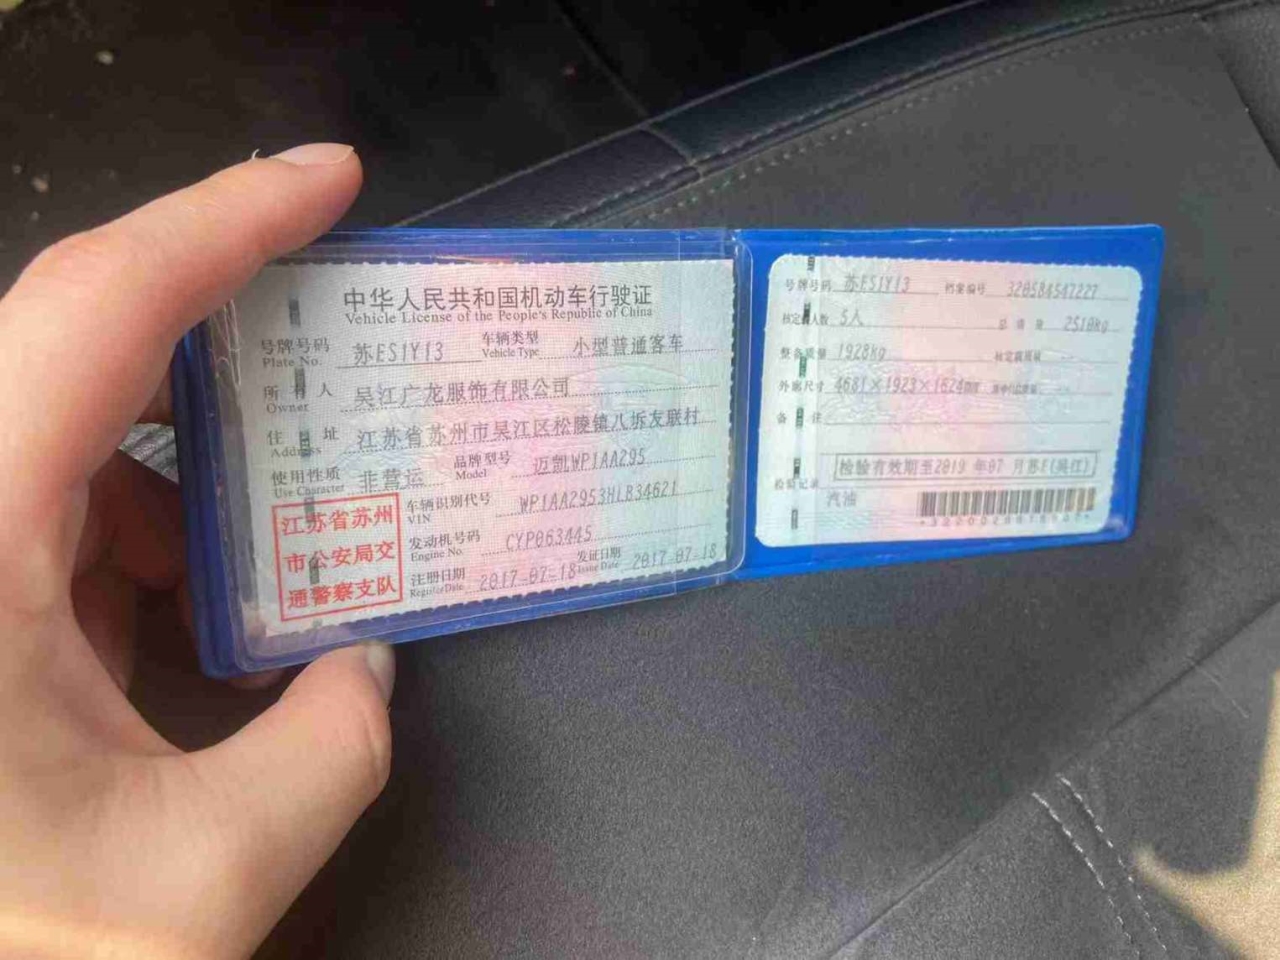 中华人民共和国机动车行驶证
Vehicle License of the People's Republic of China
号牌号码 苏ES1Y13 车辆类型 小型普通客车
Plate No. Vehicle Type
所有人 吴江广龙服饰有限公司
Owner
住址 江苏省苏州市吴江区松陵镇八坼友联村
Address
使用性质 非营运 品牌型号 迈凯WP1AA295
Use Character Model
车辆识别代号 WP1AA2953HLB34621
VIN
发动机号码 CYP063445
Engine No.
注册日期 2017-07-18 发证日期 2017-07-18
Register Date Issue Date
江苏省苏州
市公安局交
通警察支队
号牌号码 苏ES1Y13 档案编号 320584547227
核定载人数 5人 总质量 2510kg
整备质量 1928kg 核定载质量 --
外廓尺寸 4681×1923×1624mm --
备注
检验有效期至2019年07月苏E(吴江)
检验记录
汽油